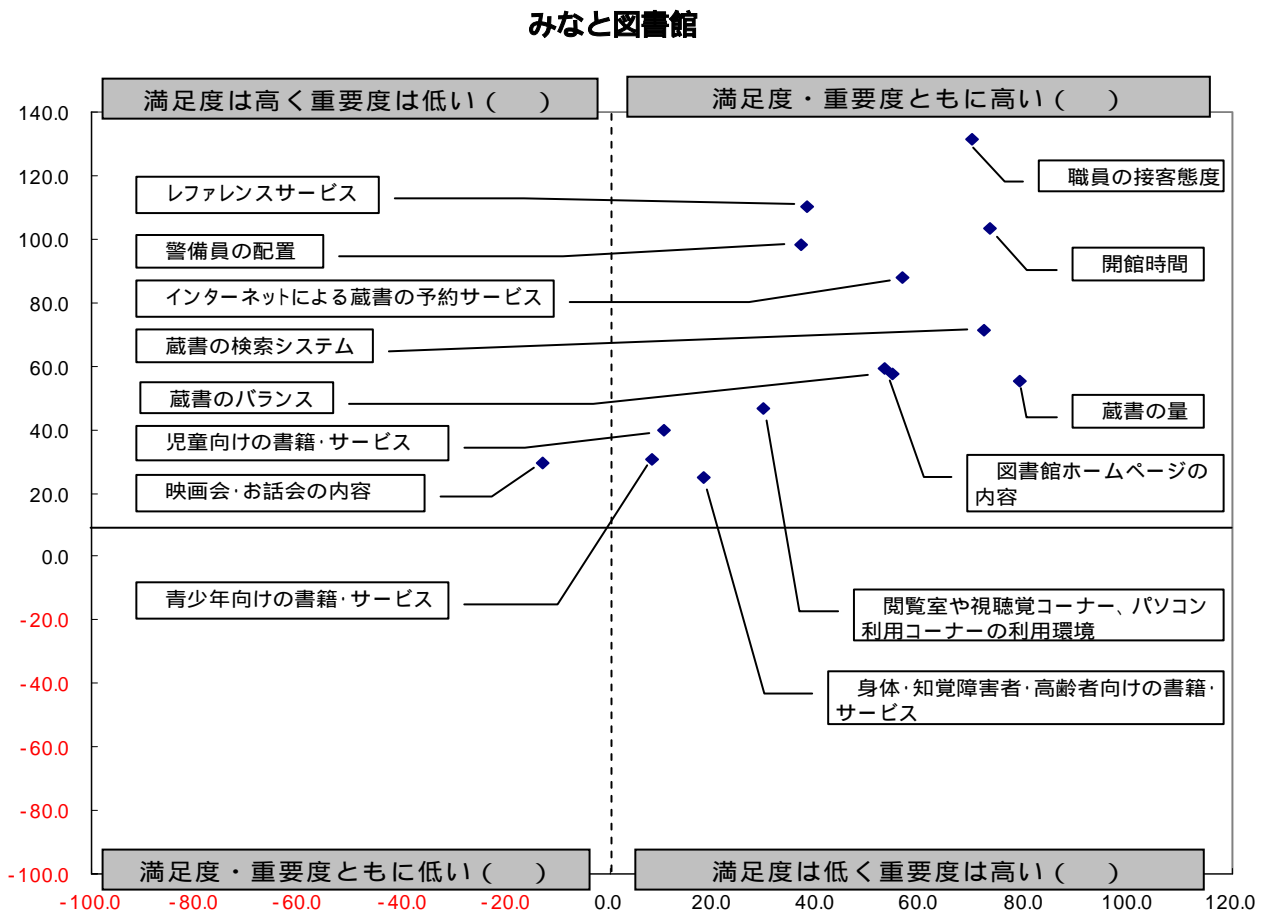 みなと図書館
満足度は高く重要度は低い (　)
満足度・重要度ともに高い (　)
140.0
120.0
100.0
80.0
60.0
40.0
20.0
0.0
-20.0
-40.0
-60.0
-80.0
-100.0
職員の接客態度
レファレンスサービス
警備員の配置
開館時間
インターネットによる蔵書の予約サービス
蔵書の検索システム
蔵書のバランス
蔵書の量
児童向けの書籍・サービス
図書館ホームページの
内容
映画会・お話会の内容
青少年向けの書籍・サービス
閲覧室や視聴覚コーナー、パソコン
利用コーナーの利用環境
身体・知覚障害者・高齢者向けの書籍・
サービス
満足度・重要度ともに低い (　)
満足度は低く重要度は高い (　)
-100.0
-80.0
-60.0
-40.0
-20.0
0.0
20.0
40.0
60.0
80.0
100.0
120.0